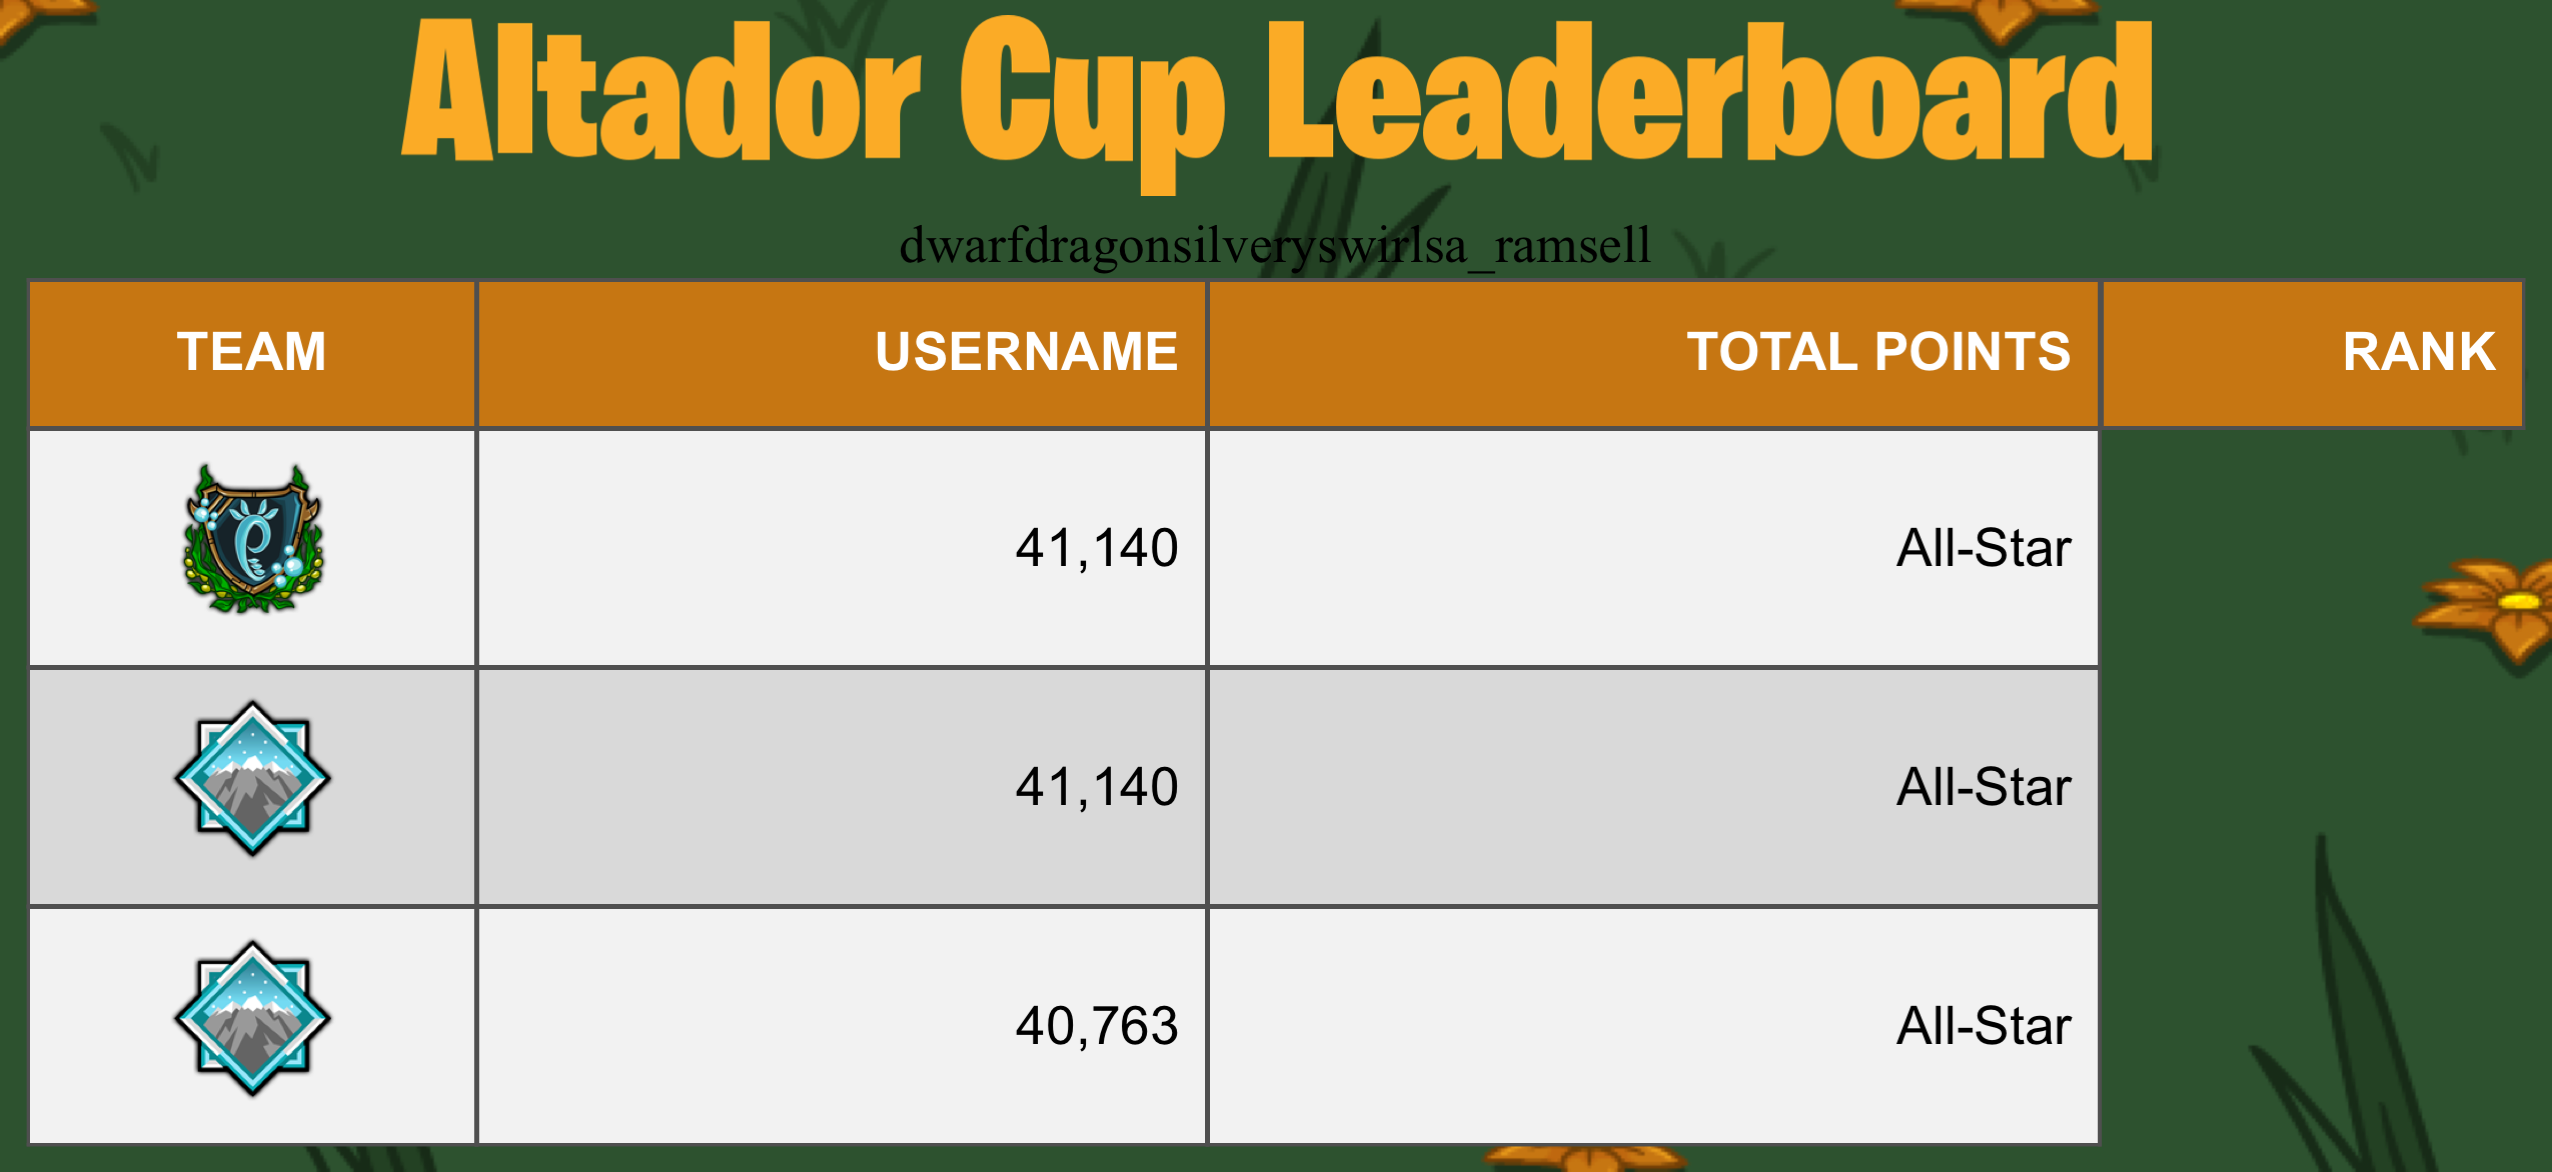 Altador Cup Leaderboard
dwarfdragonsilveryswirlsa_ramsell
TEAM USERNAME TOTAL POINTS RANK
41,140 All-Star
41,140 All-Star
40,763 All-Star